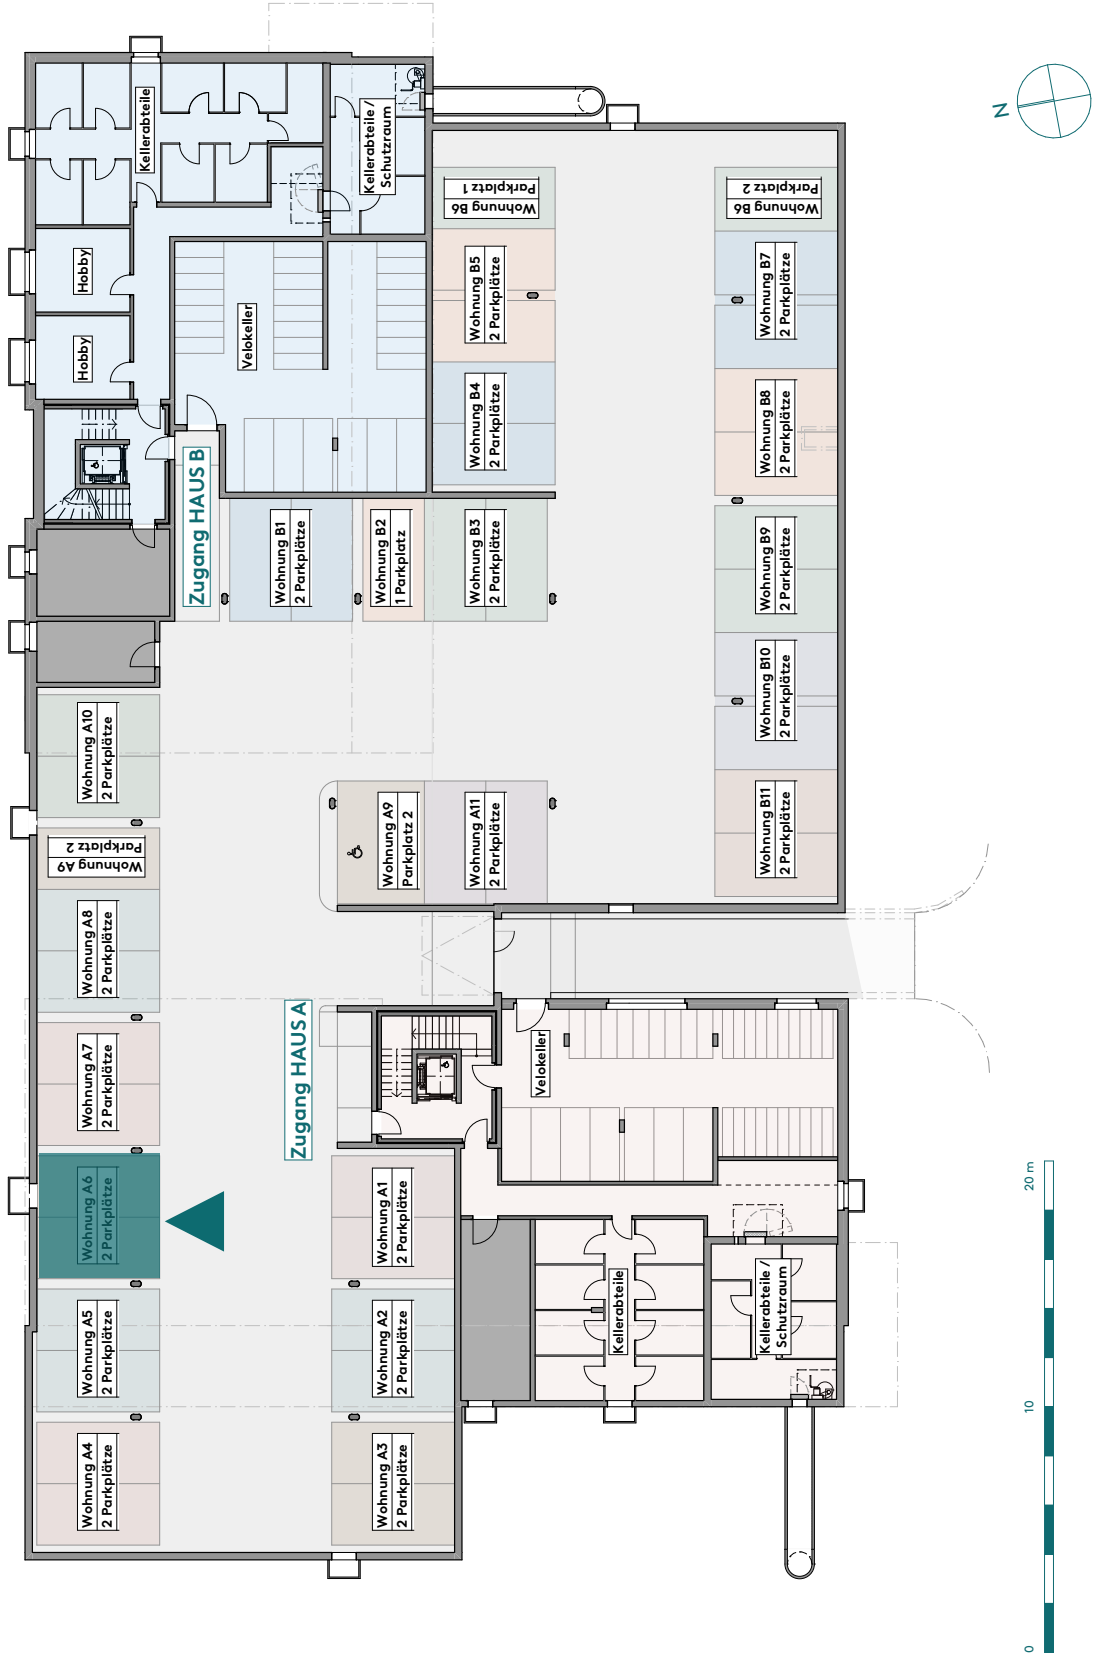 N
Kellerabteile
Kellerabteile /
Schutzraum
Wohnung B6
Parkplatz 1
Wohnung B6
Parkplatz 2
Hobby
Hobby
Velokeller
Wohnung B5
2 Parkplätze
Wohnung B7
2 Parkplätze
Wohnung B4
2 Parkplätze
Wohnung B8
2 Parkplätze
Zugang HAUS B
Wohnung B1
2 Parkplätze
Wohnung B2
1 Parkplatz
Wohnung B3
2 Parkplätze
Wohnung B9
2 Parkplätze
Wohnung B10
2 Parkplätze
Wohnung A10
2 Parkplätze
Wohnung A9
Parkplatz 2
Wohnung A9
Parkplatz 2
Wohnung A11
2 Parkplätze
Wohnung B11
2 Parkplätze
Wohnung A8
2 Parkplätze
Wohnung A7
2 Parkplätze
Zugang HAUS A
Velokeller
Wohnung A6
2 Parkplätze
Wohnung A1
2 Parkplätze
Kellerabteile
Kellerabteile /
Schutzraum
Wohnung A5
2 Parkplätze
Wohnung A2
2 Parkplätze
Wohnung A4
2 Parkplätze
Wohnung A3
2 Parkplätze
20 m
10
0